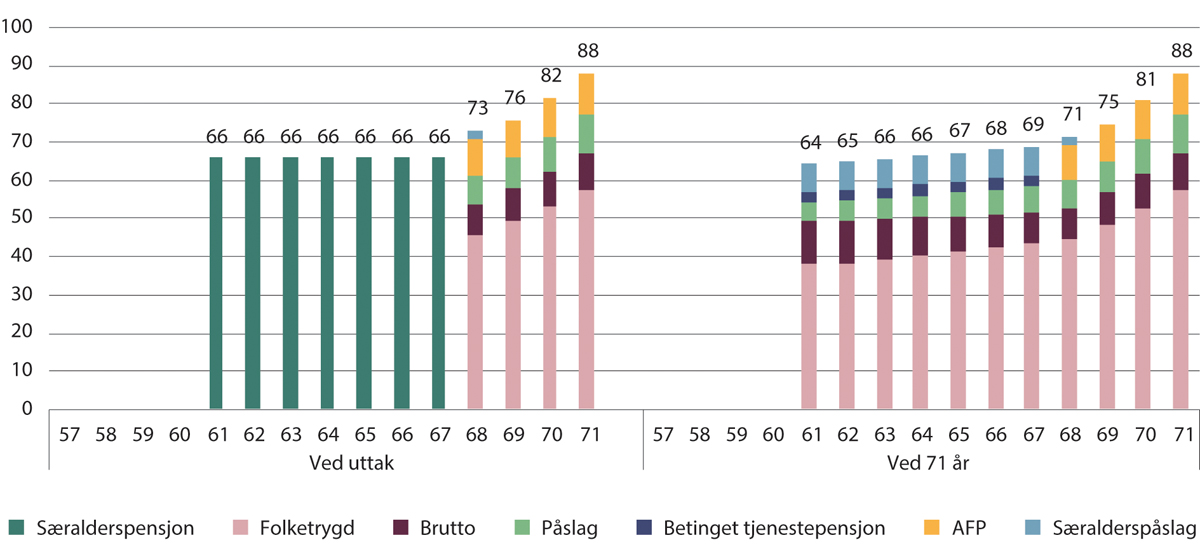 100
90
80
70
60
50
40
30
20
10
0
66 66 66 66 66 66 66 73 76 82 88
64 65 66 66 67 68 69 71 75 81 88
57 58 59 60 61 62 63 64 65 66 67 68 69 70 71 57 58 59 60 61 62 63 64 65 66 67 68 69 70 71
Ved uttak Ved 71 år
Særalderspensjon Folketrygd Brutto Påslag Betinget tjenestepensjon AFP Særalderspåslag